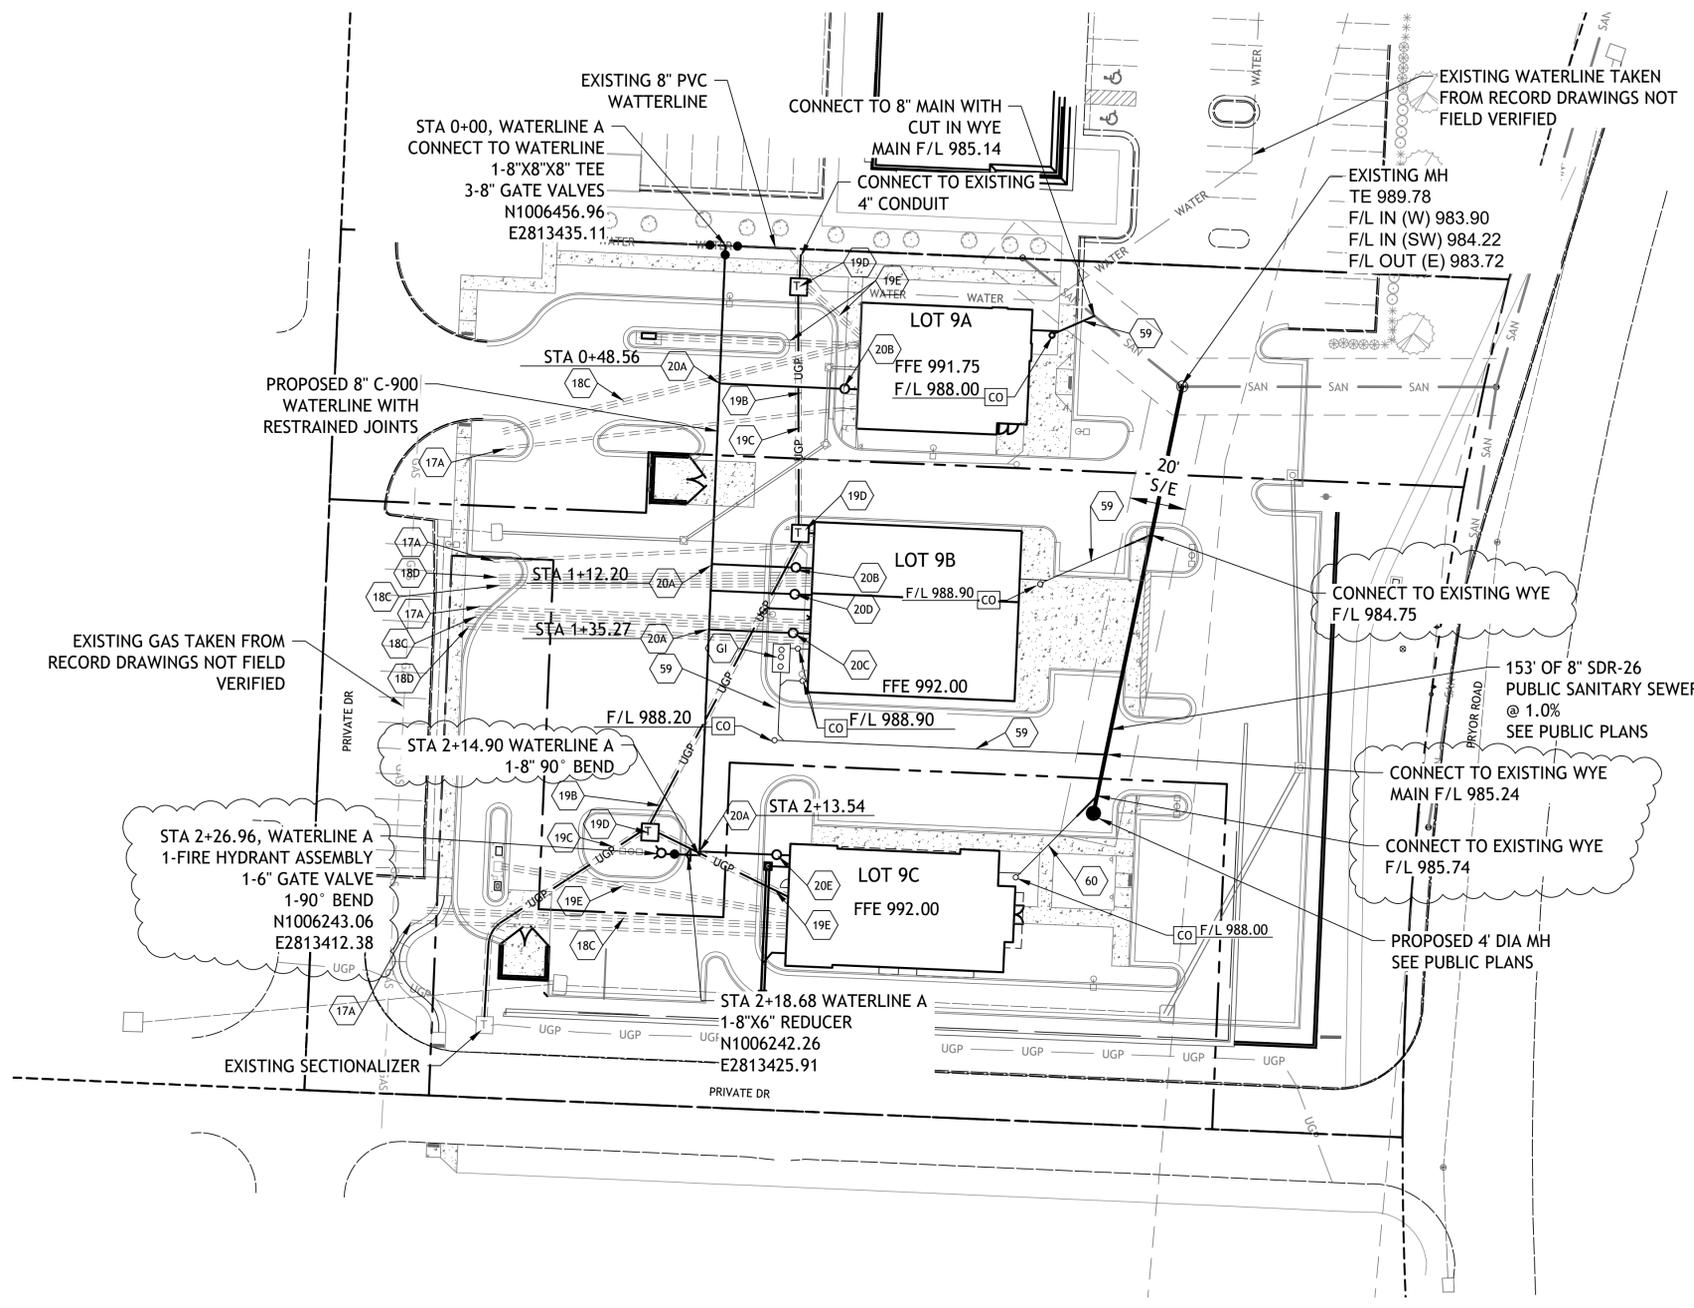 EXISTING 8" PVC
WATTERLINE
CONNECT TO 8" MAIN WITH
CUT IN WYE
MAIN F/L 985.14
EXISTING WATERLINE TAKEN
FROM RECORD DRAWINGS NOT
FIELD VERIFIED
STA 0+00, WATERLINE A
CONNECT TO WATERLINE
1-8"X8"X8" TEE
3-8" GATE VALVES
N1006456.96
E2813435.11
CONNECT TO EXISTING
4" CONDUIT
EXISTING MH
TE 989.78
F/L IN (W) 983.90
F/L IN (SW) 984.22
F/L OUT (E) 983.72
WATER
WATER
WATER
WATER
WATER
SAN
SAN
SAN
SAN
SAN
SAN
SAN
SAN
19D
19E
LOT 9A
FFE 991.75
F/L 988.00
CO
59
20B
STA 0+48.56
20A
18C
UGP
19B
19C
UGP
PROPOSED 8" C-900
WATERLINE WITH
RESTRAINED JOINTS
17A
GAS
20'
S/E
19D
T
T
59
17A
18D
18C
17A
18C
18D
STA 1+12.20
20A
20B
20D
LOT 9B
F/L 988.90
CO
CONNECT TO EXISTING WYE
F/L 984.75
STA 1+35.27
20A
GI
20C
59
UGP
FFE 992.00
EXISTING GAS TAKEN FROM
RECORD DRAWINGS NOT FIELD
VERIFIED
PRIVATE DR
153' OF 8" SDR-26
PUBLIC SANITARY SEWER
@ 1.0%
SEE PUBLIC PLANS
PRYOR ROAD
F/L 988.20
CO
CO
F/L 988.90
59
STA 2+14.90 WATERLINE A
1-8" 90° BEND
UGP
CONNECT TO EXISTING WYE
MAIN F/L 985.24
19B
19D
T
19C
20A
STA 2+13.54
STA 2+26.96, WATERLINE A
1-FIRE HYDRANT ASSEMBLY
1-6" GATE VALVE
1-90° BEND
N1006243.06
E2813412.38
UGP
UGP
UGP
19E
18C
20E
19E
LOT 9C
FFE 992.00
60
CONNECT TO EXISTING WYE
F/L 985.74
CO
F/L 988.00
PROPOSED 4' DIA MH
SEE PUBLIC PLANS
UGP
UGP
GAS
17A
T
STA 2+18.68 WATERLINE A
1-8"X6" REDUCER
N1006242.26
E2813425.91
UGP
UGP
UGP
UGP
UGP
UGP
UGP
EXISTING SECTIONALIZER
GAS
PRIVATE DR
UGP